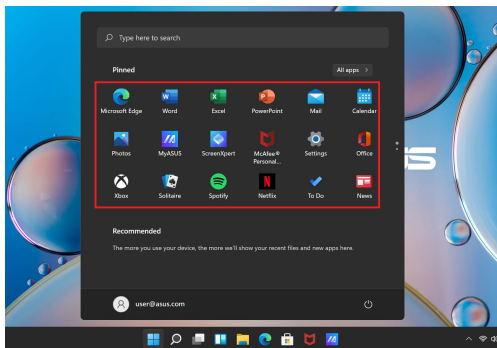 Type here to search
Pinned
All apps >
Microsoft Edge
Word
Excel
PowerPoint
Mail
Calendar
Photos
MyASUS
ScreenXpert
McAfee®
Personal...
Settings
Office
Xbox
Solitaire
Spotify
Netflix
To Do
News
Recommended
The more you use your device, the more we'll show your recent files and new apps here.
user@asus.com